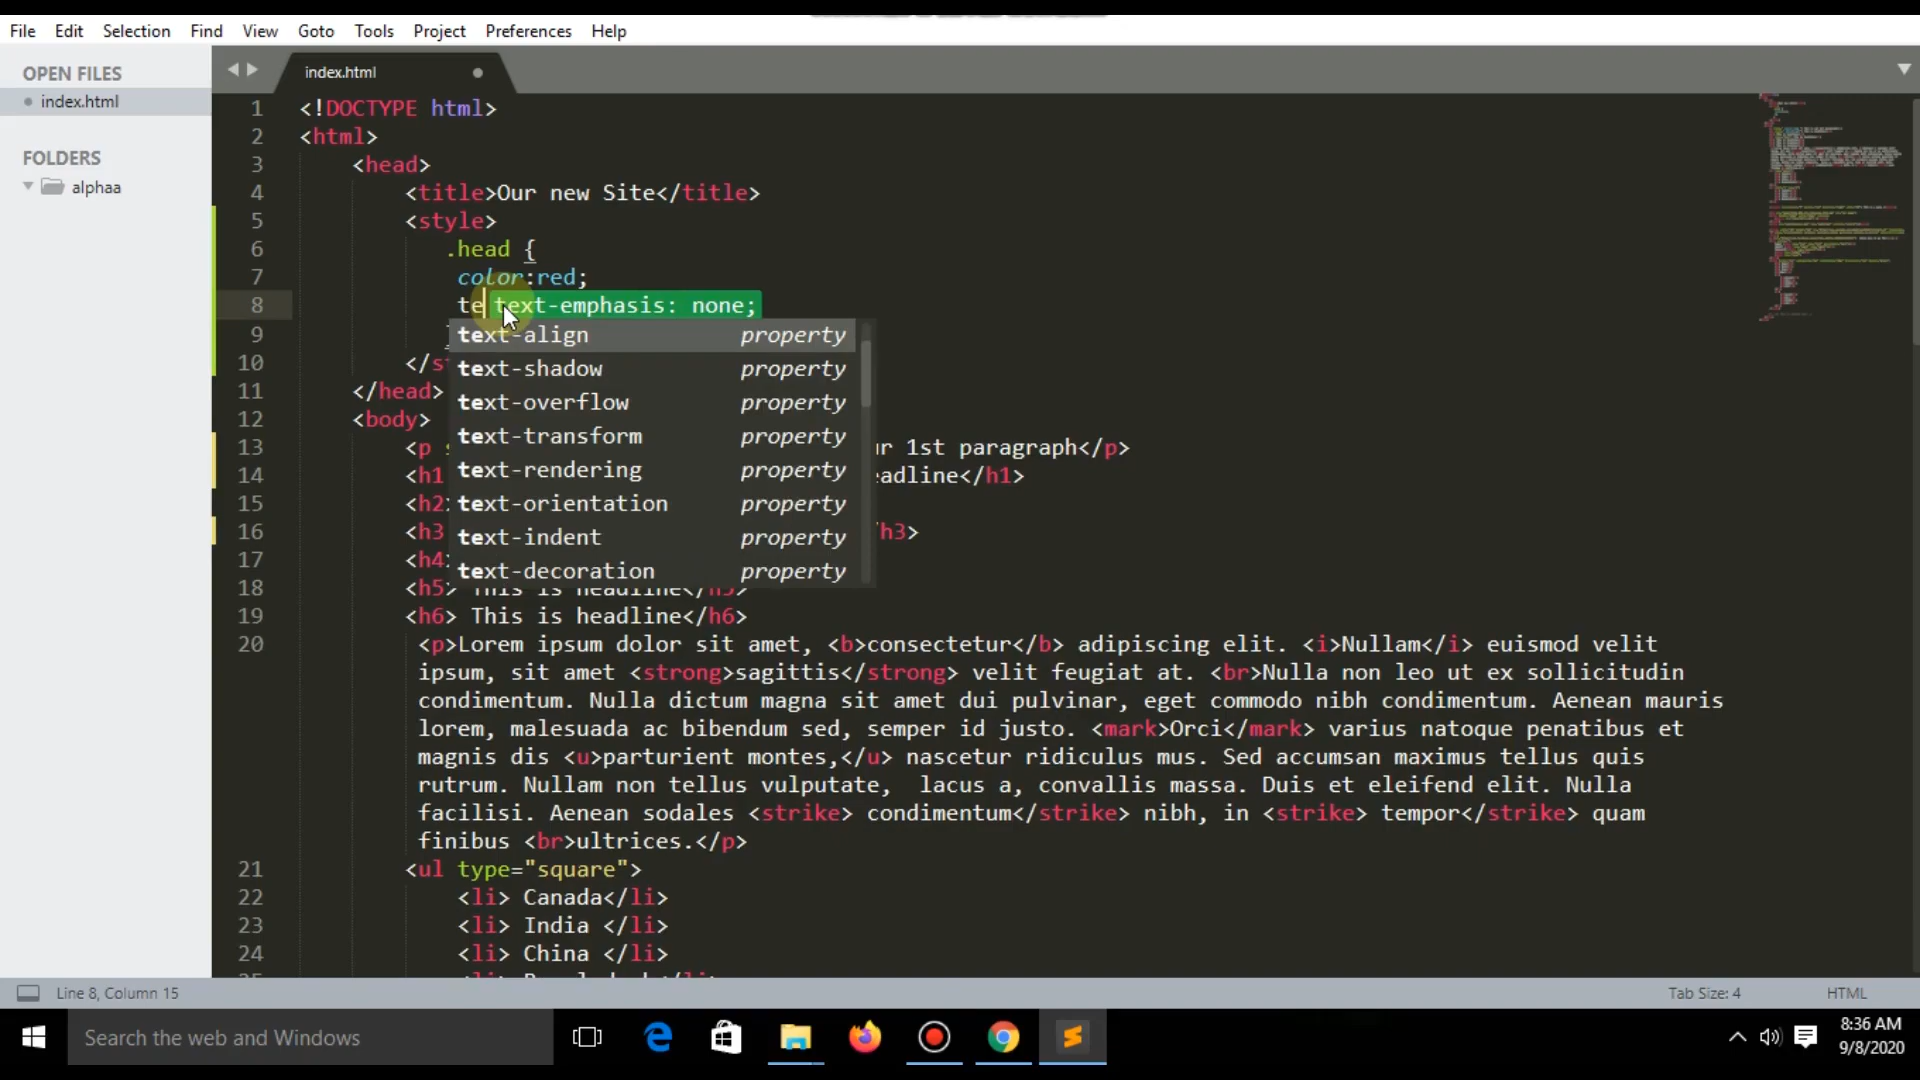 File Edit Selection Find View Goto Tools Project Preferences Help
OPEN FILES
index.html
FOLDERS
alphaa
index.html
1 <!DOCTYPE html>
2 <html>
3 <head>
4 <title>Our new Site</title>
5 <style>
6 .head {
7 color:red;
8 te text-emphasis: none;
text-align property
text-shadow property
text-overflow property
text-transform property
text-rendering property
text-orientation property
text-indent property
text-decoration property
9
10 </s
11 </head>
12 <body>
13 <p 1st paragraph</p>
14 <h1 adline</h1>
15 <h2
16 <h3 /h3>
17 <h4
18 <h5> This is headline</h5>
19 <h6> This is headline</h6>
20 <p>Lorem ipsum dolor sit amet, <b>consectetur</b> adipiscing elit. <i>Nullam</i> euismod velit
ipsum, sit amet <strong>sagittis</strong> velit feugiat at. <br>Nulla non leo ut ex sollicitudin
condimentum. Nulla dictum magna sit amet dui pulvinar, eget commodo nibh condimentum. Aenean mauris
lorem, malesuada ac bibendum sed, semper id justo. <mark>Orci</mark> varius natoque penatibus et
magnis dis <u>parturient montes,</u> nascetur ridiculus mus. Sed accumsan maximus tellus quis
rutrum. Nullam non tellus vulputate,  lacus a, convallis massa. Duis et eleifend elit. Nulla
facilisi. Aenean sodales <strike> condimentum</strike> nibh, in <strike> tempor</strike> quam
finibus <br>ultrices.</p>
21 <ul type="square">
22 <li> Canada</li>
23 <li> India </li>
24 <li> China </li>
Line 8, Column 15
Tab Size: 4
HTML
Search the web and Windows
8:36 AM
9/8/2020